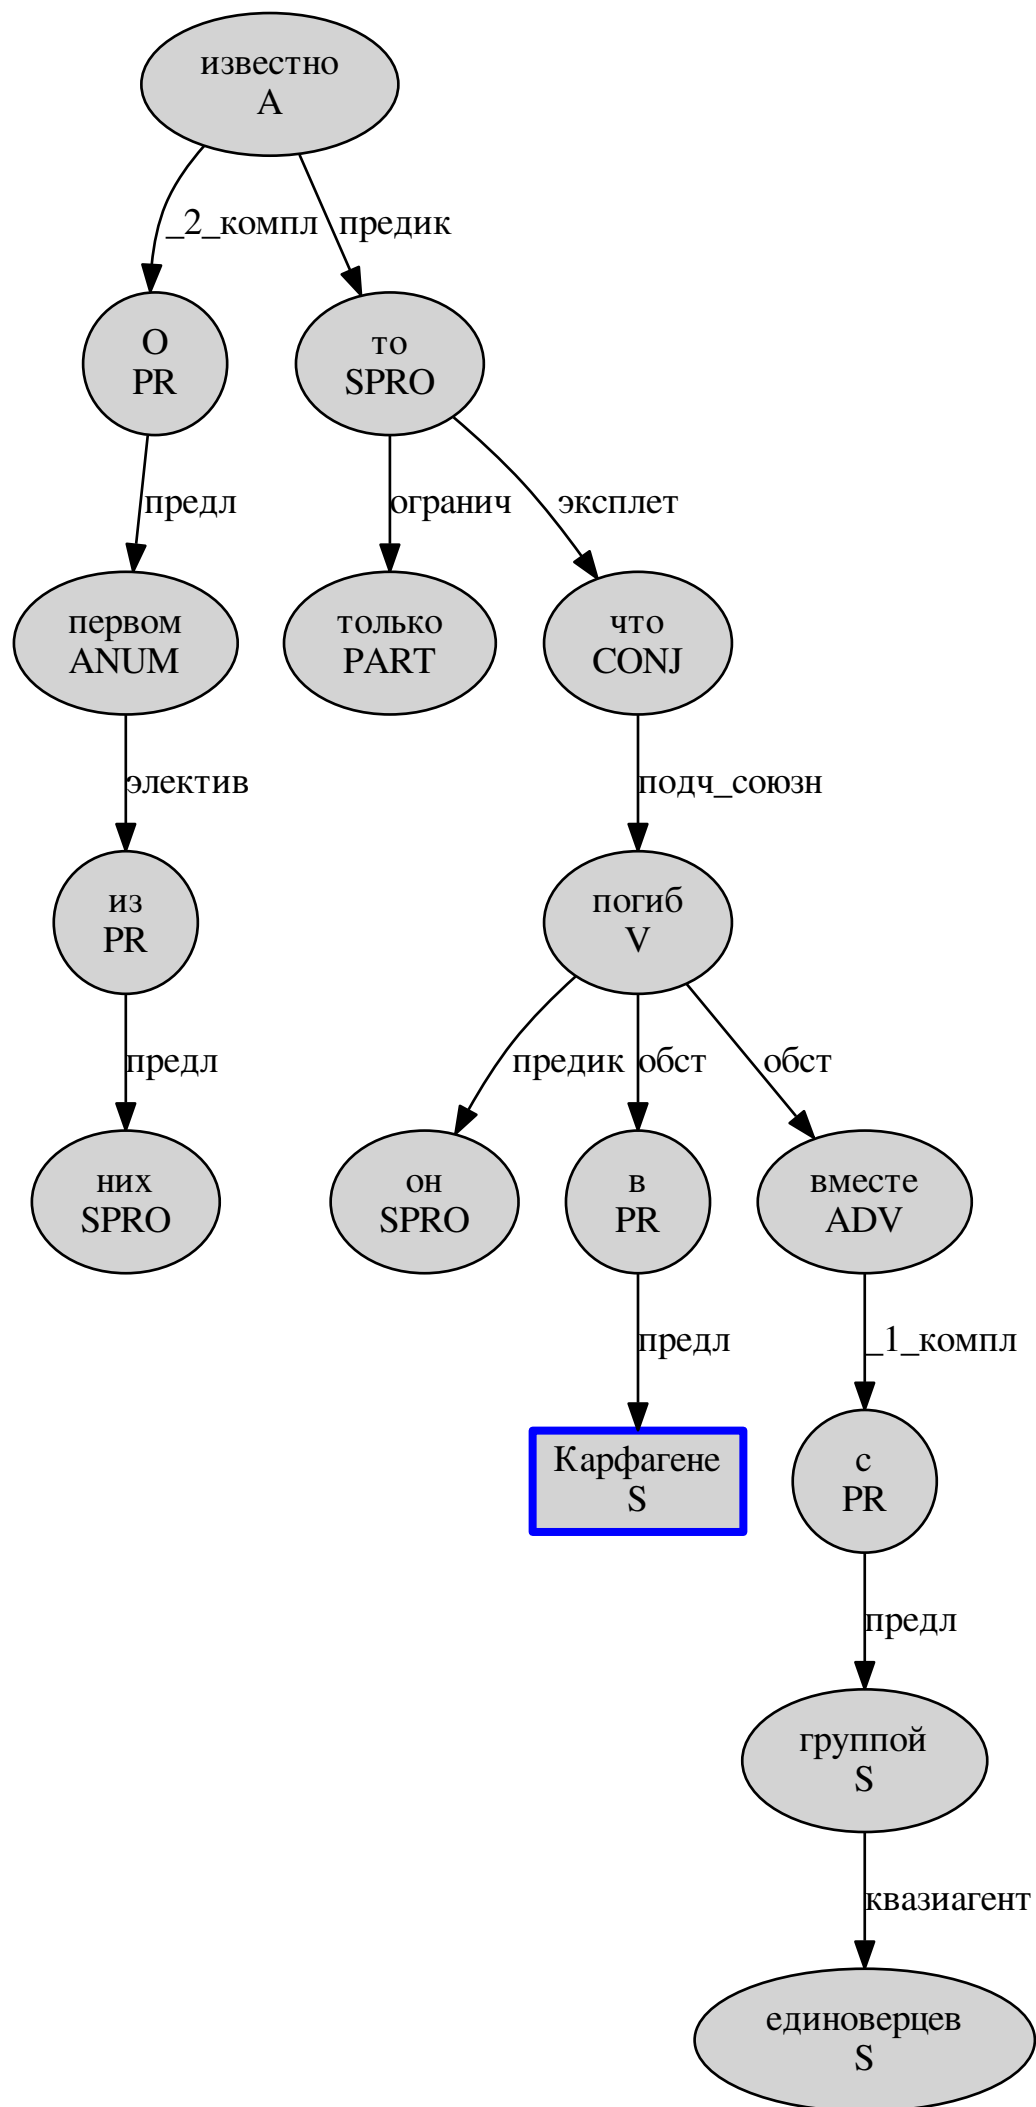 известно
A
_2_компл
предик
О
PR
то
SPRO
предл
огранич
эксплет
первом
ANUM
только
PART
что
CONJ
электив
подч_союзн
из
PR
погиб
V
предл
предик
обст
обст
них
SPRO
он
SPRO
в
PR
вместе
ADV
предл
_1_компл
Карфагене
S
с
PR
предл
группой
S
квазиагент
единоверцев
S